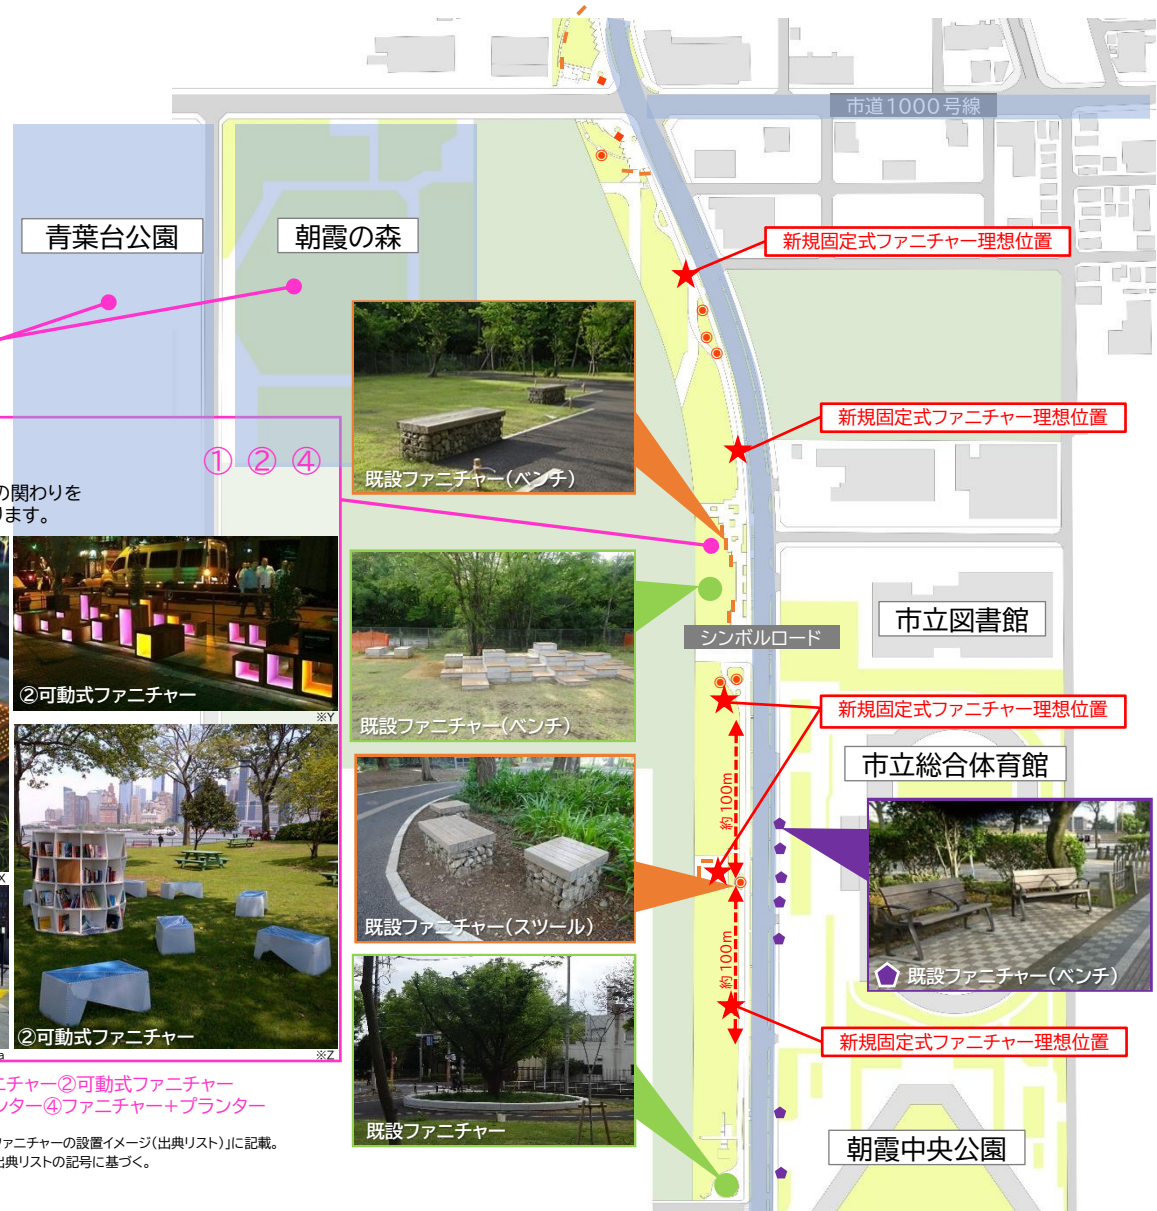 市道1000号線
青葉台公園
朝霞の森
新規固定式ファニチャー理想位置
新規固定式ファニチャー理想位置
① ② ④
の関わりを
ります。
既設ファニチャー(ベンチ)
②可動式ファニチャー
※Y
シンボルロード
市立図書館
既設ファニチャー(ベンチ)
新規固定式ファニチャー理想位置
市立総合体育館
約100m
X
既設ファニチャー(スツール)
約100m
既設ファニチャー(ベンチ)
②可動式ファニチャー
a
※Z
新規固定式ファニチャー理想位置
ニチャー②可動式ファニチャー
ンター④ファニチャー+プランター
既設ファニチャー
ファニチャーの設置イメージ(出典リスト)」に記載。
出典リストの記号に基づく。
朝霞中央公園